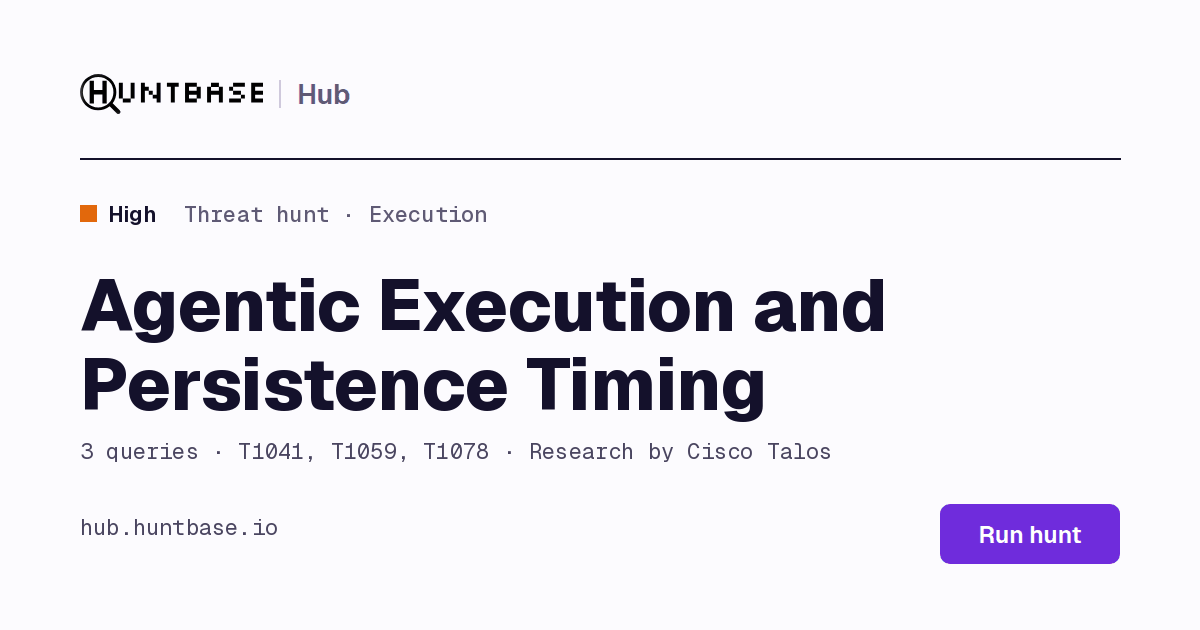 HUNTBASE Hub
High Threat hunt · Execution
Agentic Execution and
Persistence Timing
3 queries · T1041, T1059, T1078 · Research by Cisco Talos
hub.huntbase.io
Run hunt